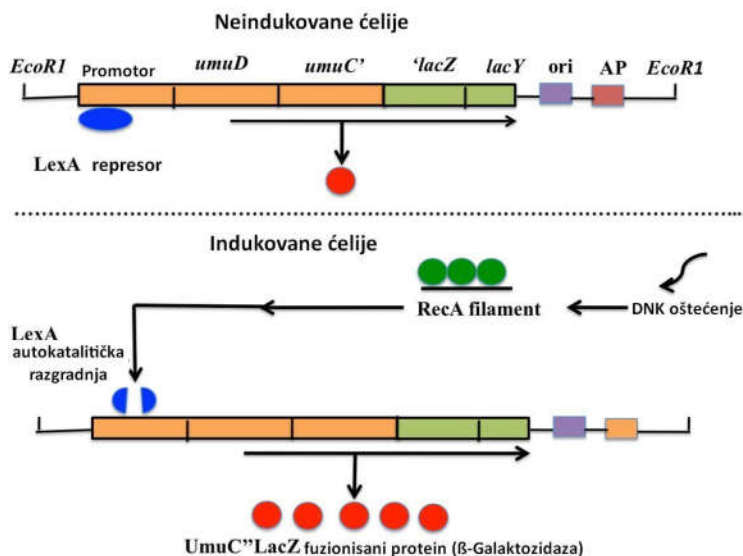 Neindukovane ćelije
EcoR1 Promotor umuD umuC' 'lacZ lacY ori AP EcoR1
LexA represor
Indukovane ćelije
RecA filament
DNK oštećenje
LexA
autokatalitička
razgradnja
UmuC''LacZ fuzionisani protein (ß-Galaktozidaza)